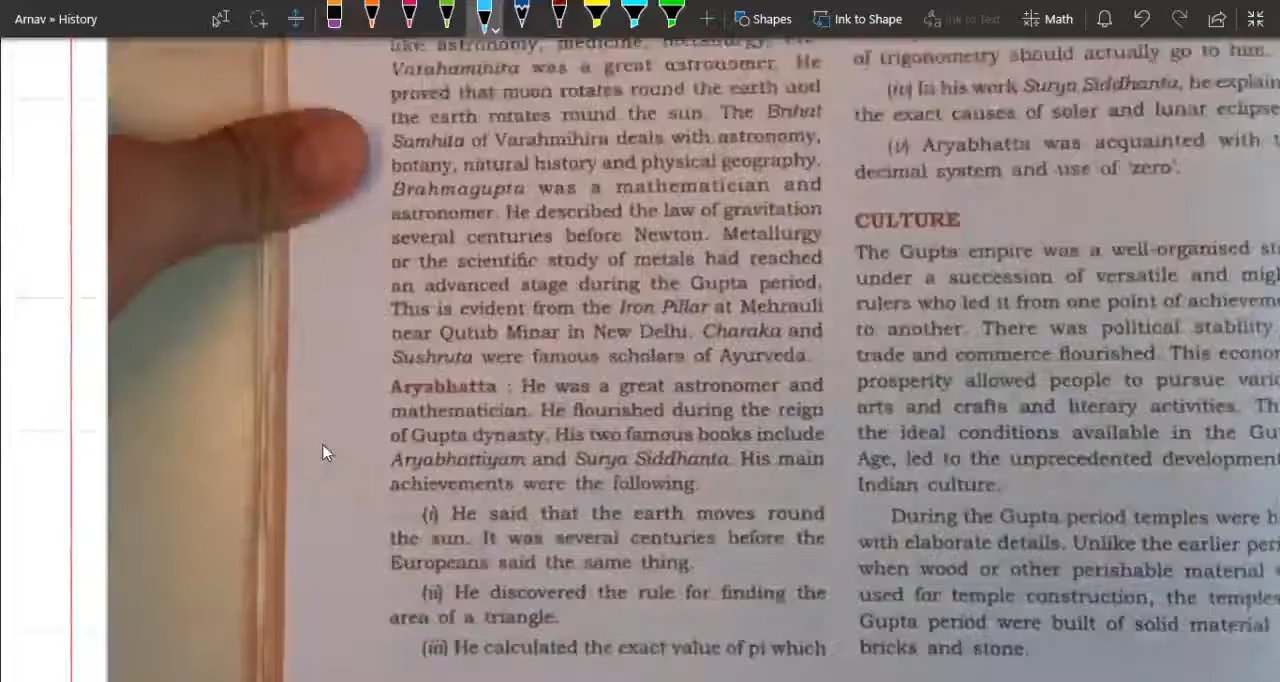 Arnav » History
Shapes
Ink to Shape
Ink to Text
Math
like astronomy, medicine, metallurgy, etc.
Varahamihira was a great astronomer. He
proved that moon rotates round the earth and
the earth rotates round the sun. The Brihat
Samhita of Varahmihira deals with astronomy,
botany, natural history and physical geography.
Brahmagupta was a mathematician and
astronomer. He described the law of gravitation
several centuries before Newton. Metallurgy
or the scientific study of metals had reached
an advanced stage during the Gupta period.
This is evident from the Iron Pillar at Mehrauli
near Qutub Minar in New Delhi. Charaka and
Sushruta were famous scholars of Ayurveda.
Aryabhatta : He was a great astronomer and
mathematician. He flourished during the reign
of Gupta dynasty. His two famous books include
Aryabhattiyam and Surya Siddhanta. His main
achievements were the following.
(i) He said that the earth moves round
the sun. It was several centuries before the
Europeans said the same thing.
(ii) He discovered the rule for finding the
area of a triangle.
(iii) He calculated the exact value of pi which
of trigonometry should actually go to him.
(iv) In his work Surya Siddhanta, he explain
the exact causes of soler and lunar eclipse
(v) Aryabhatta was acquainted with
decimal system and use of 'zero'.
CULTURE
The Gupta empire was a well-organised
under a succession of versatile and
rulers who led it from one point of
to another. There was political stability
trade and commerce flourished. This
prosperity allowed people to pursue
arts and crafts and literary activities.
the ideal conditions available in the
Age, led to the unprecedented development
Indian culture.
During the Gupta period temples were
with elaborate details. Unlike the earlier
when wood or other perishable material
used for temple construction, the temples
Gupta period were built of solid material
bricks and stone.